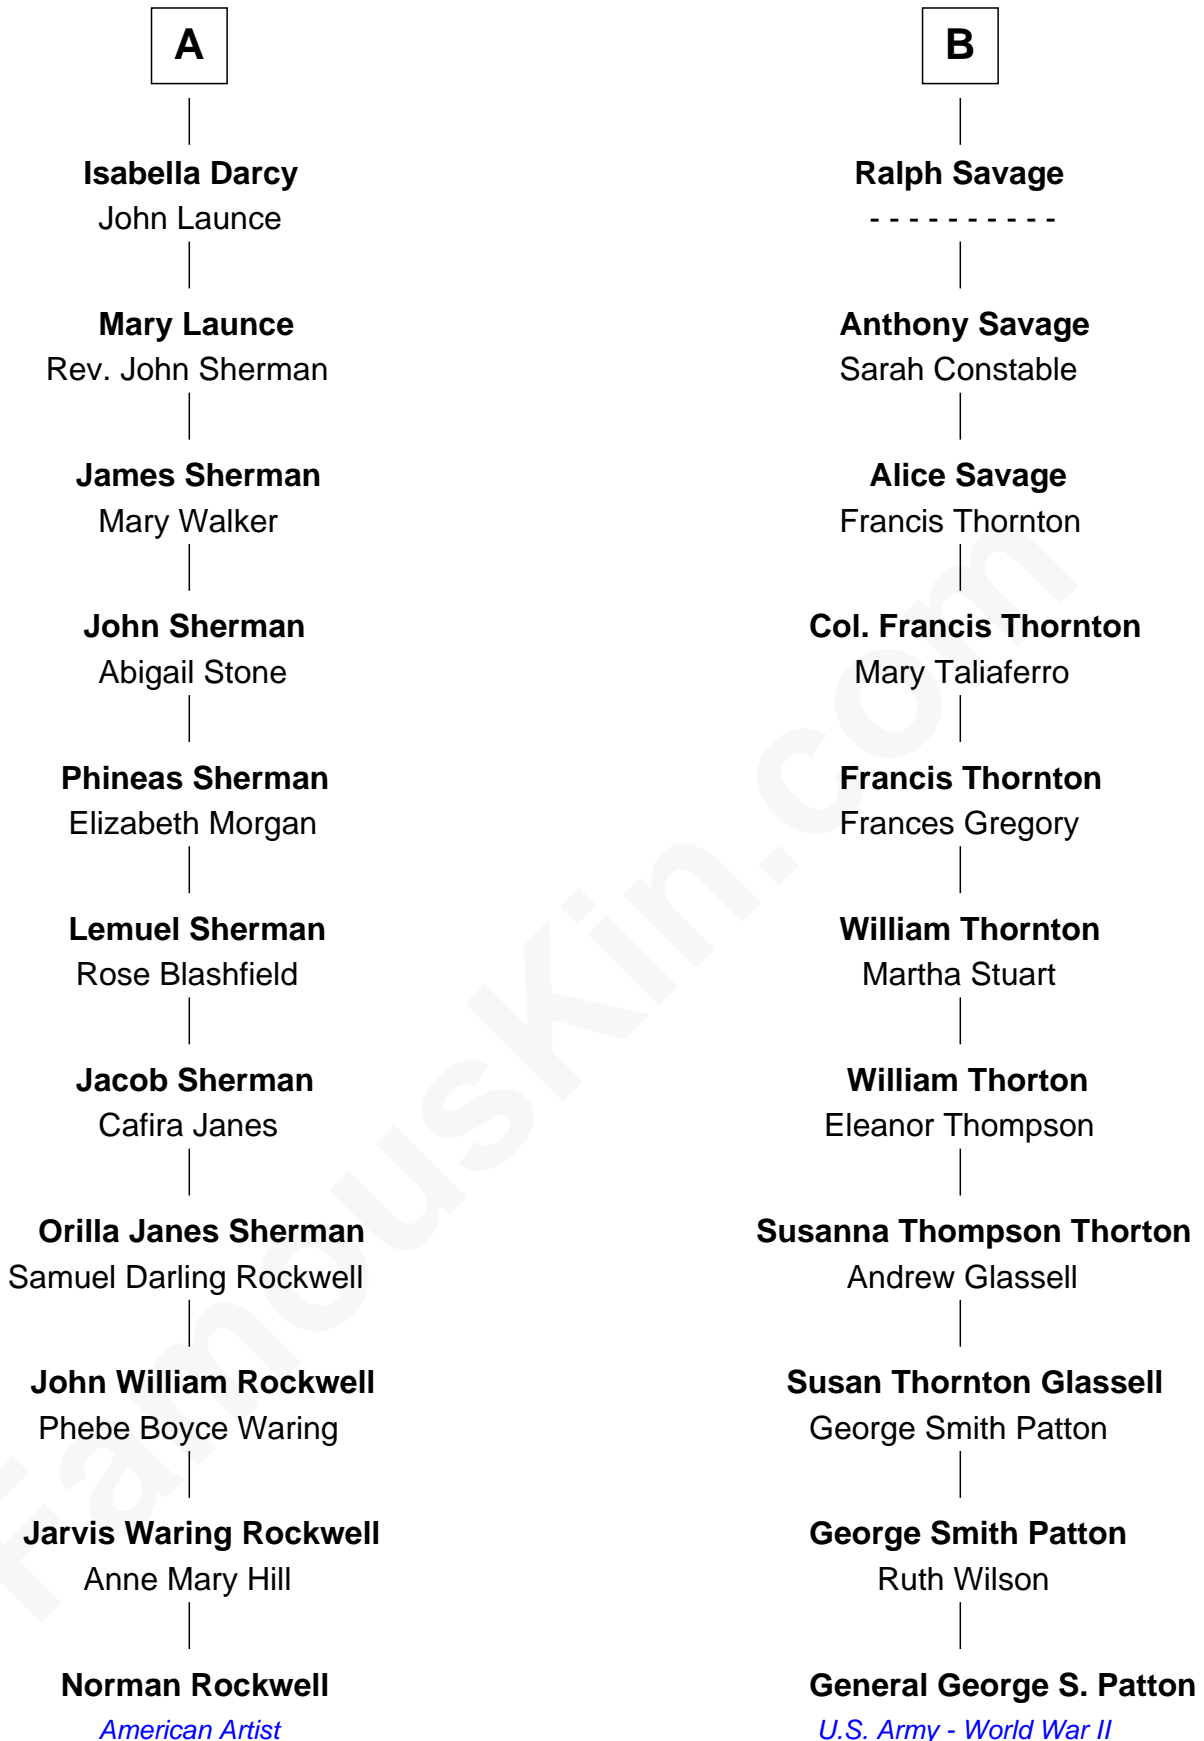 A
Isabella Darcy
John Launce
Mary Launce
Rev. John Sherman
James Sherman
Mary Walker
John Sherman
Abigail Stone
Phineas Sherman
Elizabeth Morgan
Lemuel Sherman
Rose Blashfield
Jacob Sherman
Cafira Janes
Orilla Janes Sherman
Samuel Darling Rockwell
John William Rockwell
Phebe Boyce Waring
Jarvis Waring Rockwell
Anne Mary Hill
Norman Rockwell
American Artist
B
Ralph Savage
- - - - - - - - - -
Anthony Savage
Sarah Constable
Alice Savage
Francis Thornton
Col. Francis Thornton
Mary Taliaferro
Francis Thornton
Frances Gregory
William Thornton
Martha Stuart
William Thorton
Eleanor Thompson
Susanna Thompson Thorton
Andrew Glassell
Susan Thornton Glassell
George Smith Patton
George Smith Patton
Ruth Wilson
General George S. Patton
U.S. Army - World War II
FamousKin.com